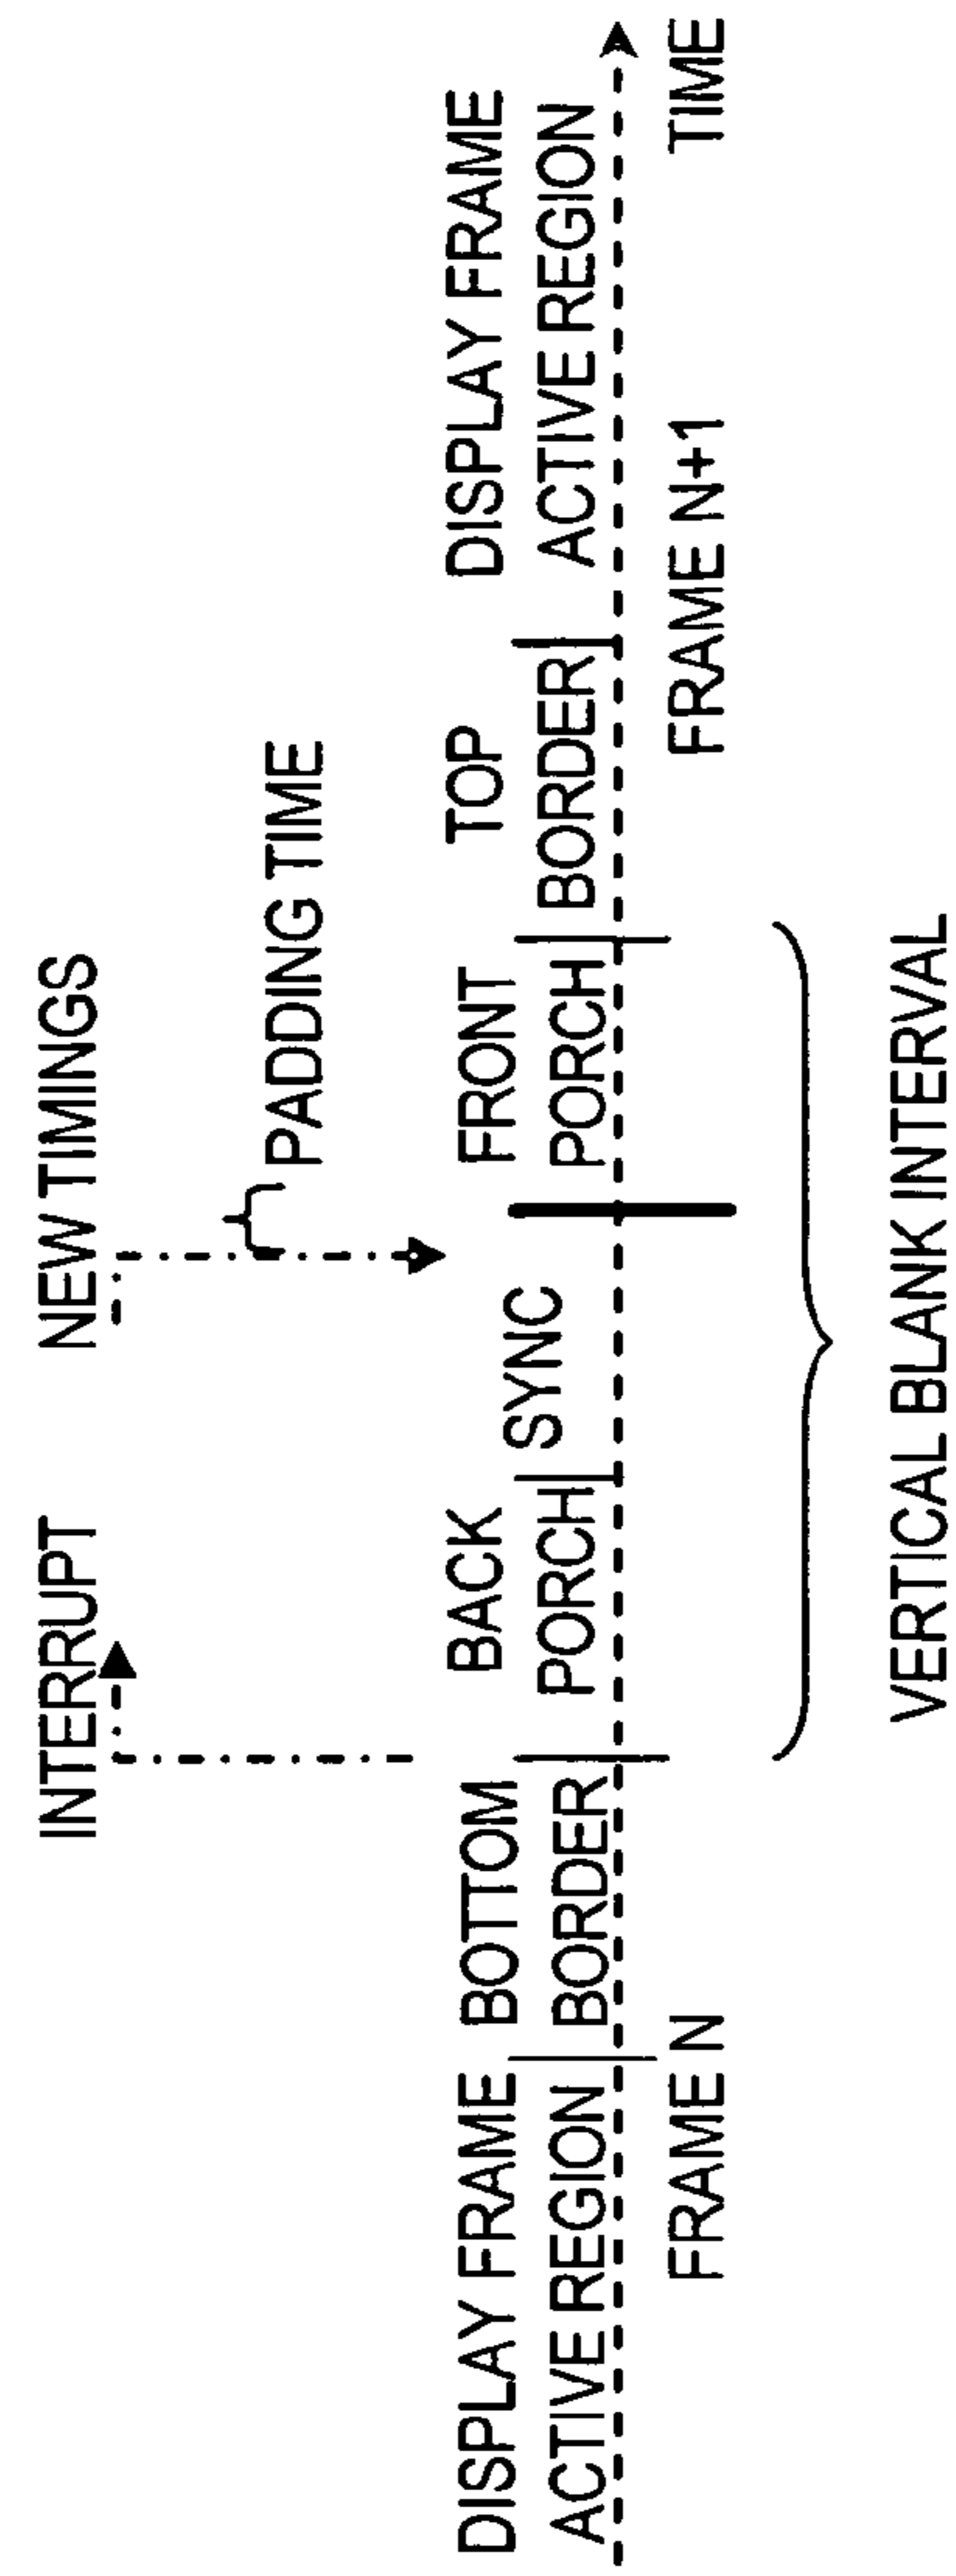 INTERRUPT
NEW TIMINGS
PADDING TIME
DISPLAY FRAME
ACTIVE REGION
BOTTOM
BORDER
BACK
PORCH
SYNC
FRONT
PORCH
TOP
BORDER
DISPLAY FRAME
ACTIVE REGION
FRAME N
FRAME N+1
TIME
VERTICAL BLANK INTERVAL